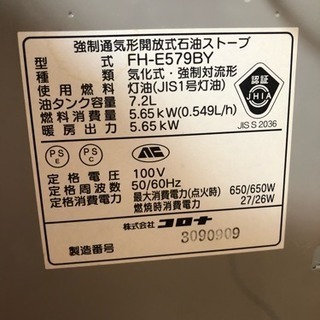 強制通気形開放式石油ストーブ
型式 FH-E579BY
種類 気化式・強制対流形
使用燃料 灯油(JIS1号灯油)
油タンク容量 7.2L
燃料消費量 5.65kW(0.549L/h)
暖房出力 5.65kW
認証
JHIA
JIS S 2036
PS E
PS C
定格電圧 100V
定格周波数 50/60Hz
定格消費電力 最大消費電力(点火時) 650/650W
燃焼時消費電力 27/26W
株式会社コロナ
製造番号 3090909